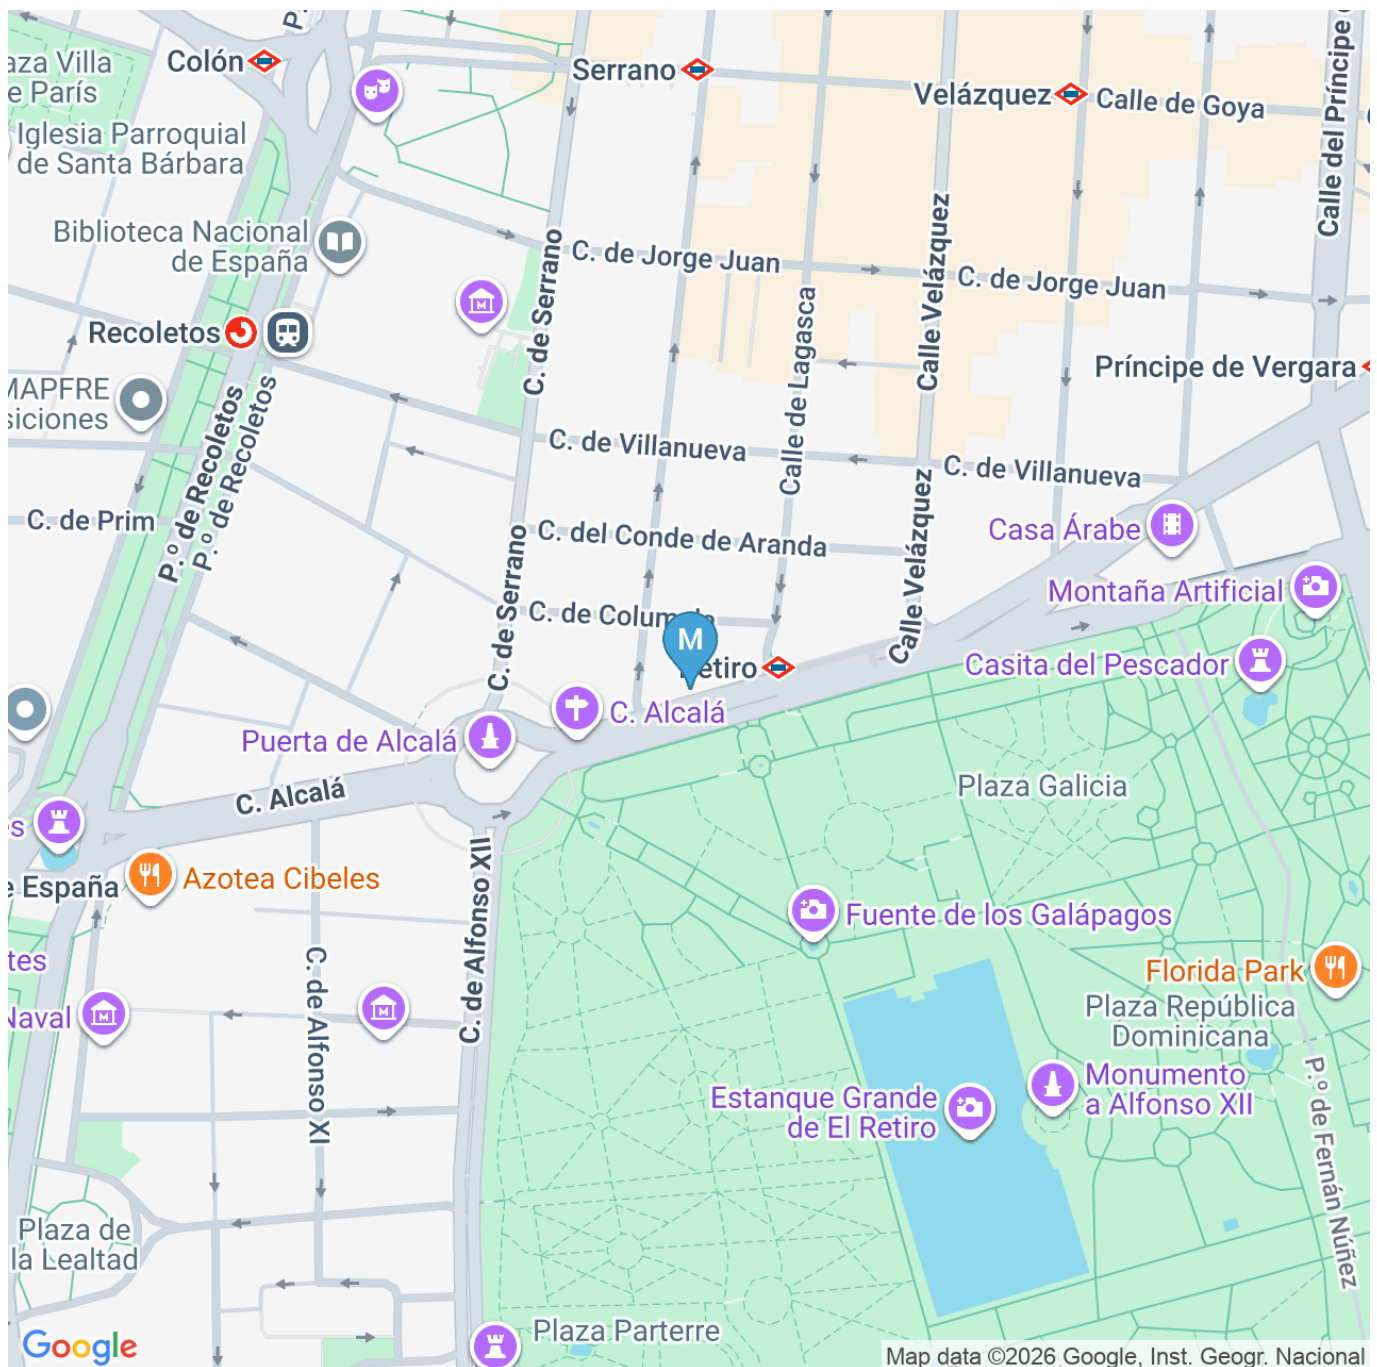 P.º
Colón
Serrano
Velázquez
Calle de Goya
Calle del Príncipe
aza Villa
e París
Iglesia Parroquial
de Santa Bárbara
Biblioteca Nacional
de España
C. de Jorge Juan
C. de Jorge Juan
C. de Serrano
Calle Velázquez
Recoletos
Calle de Lagasca
Príncipe de Vergara
MAPFRE
siciones
P.º de Recoletos
P.º de Recoletos
C. de Villanueva
C. de Villanueva
C. de Prim
C. del Conde de Aranda
Calle Velázquez
Casa Árabe
C. de Serrano
C. de Columela
M
Retiro
Montaña Artificial
Casita del Pescador
C. Alcalá
Puerta de Alcalá
C. Alcalá
Plaza Galicia
es
Azotea Cibeles
e España
C. de Alfonso XII
Fuente de los Galápagos
tes
C. de Alfonso XI
Florida Park
Naval
Plaza República
Dominicana
Monumento
a Alfonso XII
Estanque Grande
de El Retiro
P.º de Fernán Núñez
Plaza de
la Lealtad
Plaza Parterre
Google
Map data ©2026 Google, Inst. Geogr. Nacional